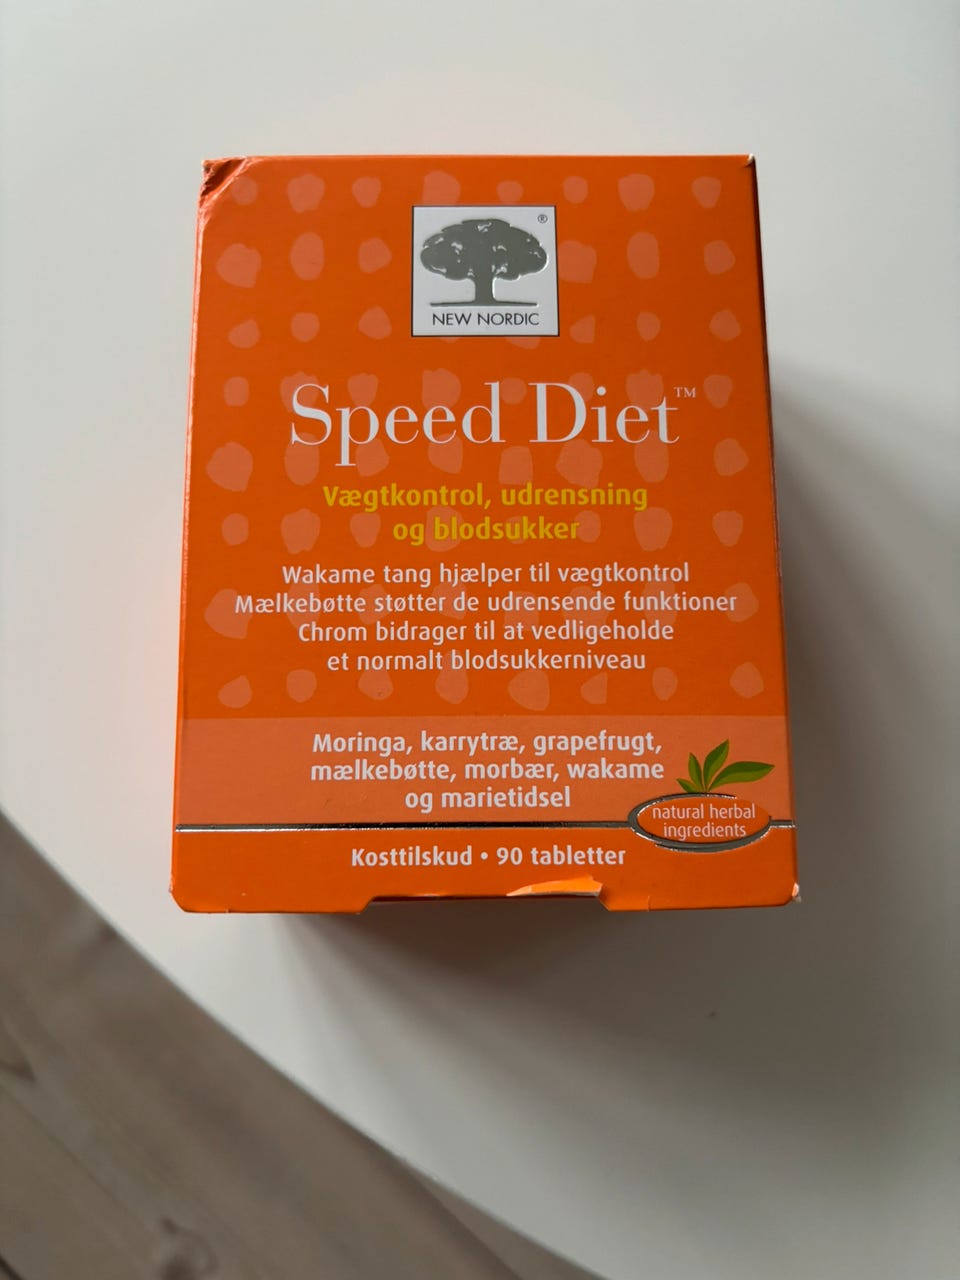 ®
NEW NORDIC
Speed Diet™
Vægtkontrol, udrensning
og blodsukker
Wakame tang hjælper til vægtkontrol
Mælkebøtte støtter de udrensende funktioner
Chrom bidrager til at vedligeholde
et normalt blodsukkerniveau
Moringa, karrytræ, grapefrugt,
mælkebøtte, morbær, wakame
og marietidsel
natural herbal
ingredients
Kosttilskud • 90 tabletter